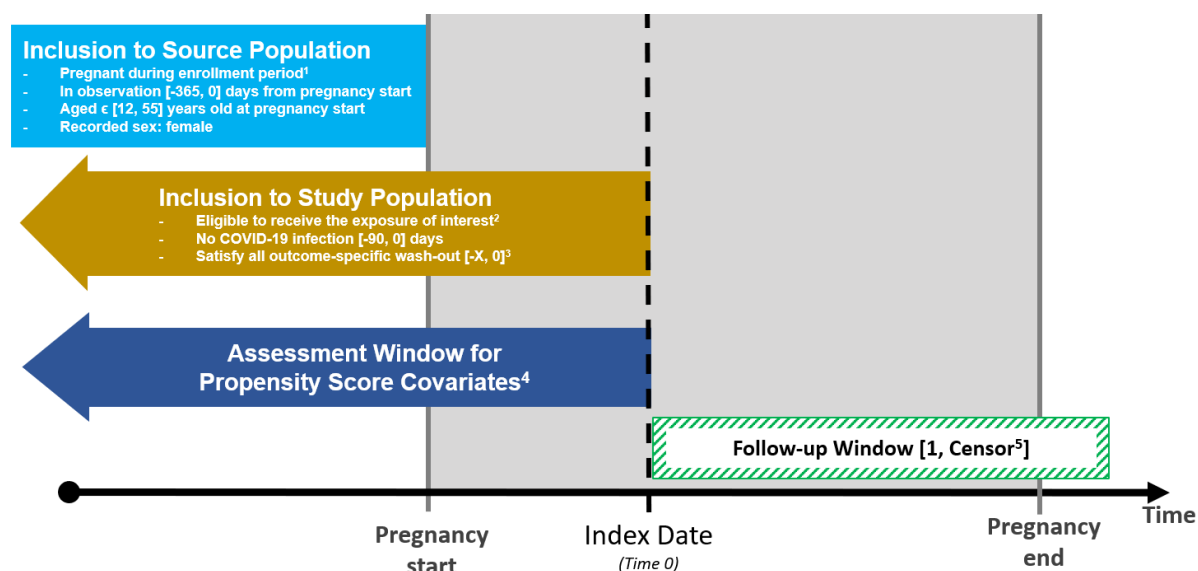 Inclusion to Source Population
- Pregnant during enrollment period¹
- In observation [-365, 0] days from pregnancy start
- Aged ϵ [12, 55] years old at pregnancy start
- Recorded sex: female
Inclusion to Study Population
- Eligible to receive the exposure of interest²
- No COVID-19 infection [-90, 0] days
- Satisfy all outcome-specific wash-out [-X, 0]³
Assessment Window for
Propensity Score Covariates⁴
Follow-up Window [1, Censor⁵]
Time
Pregnancy
start
Index Date
(Time 0)
Pregnancy
end